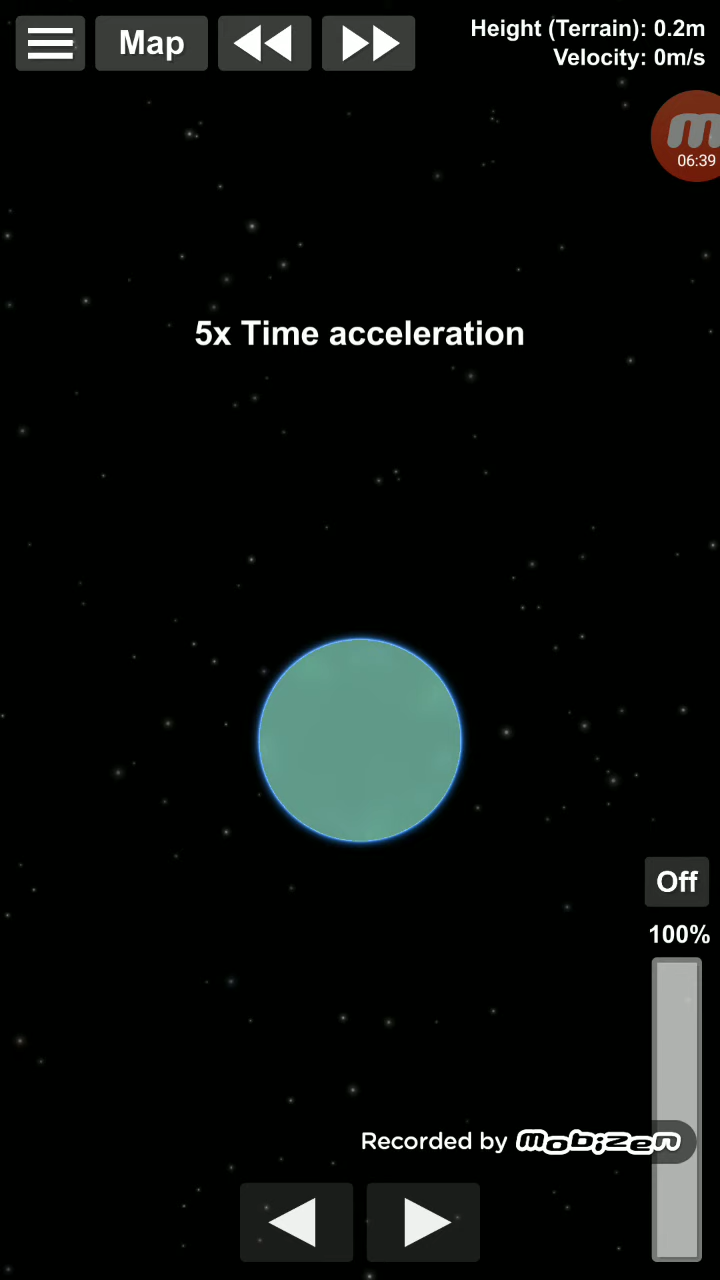 Map
Height (Terrain): 0.2m
Velocity: 0m/s
m
06:39
5x Time acceleration
Off
100%
Recorded by mobizen